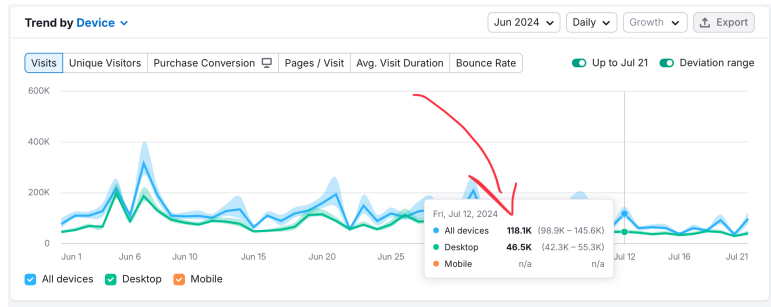 Trend by Device
Jun 2024 Daily Growth Export
Visits Unique Visitors Purchase Conversion Pages / Visit Avg. Visit Duration Bounce Rate Up to Jul 21 Deviation range
600K
400K
200K
0
Fri, Jul 12, 2024
All devices 118.1K (98.9K – 145.6K)
Desktop 46.5K (42.3K – 55.3K)
Mobile n/a n/a
Jun 1 Jun 5 Jun 10 Jun 15 Jun 20 Jun 25 Jul 12 Jul 16 Jul 21
All devices Desktop Mobile